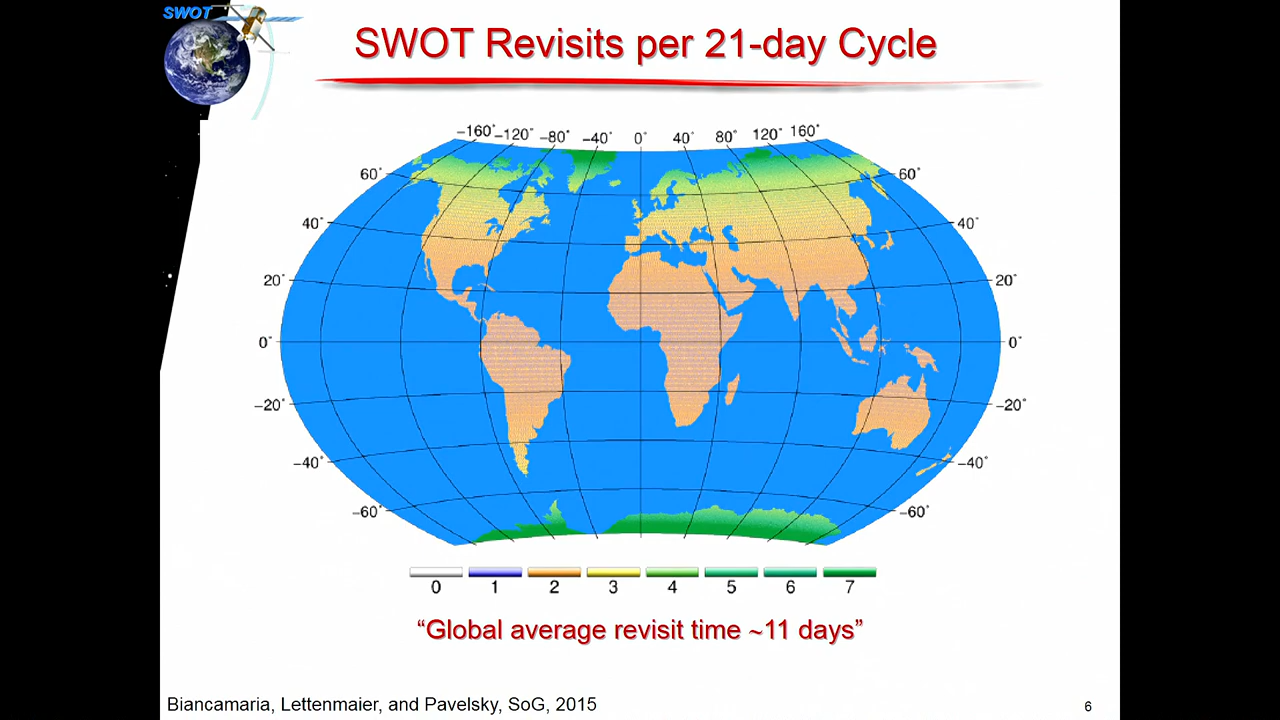 SWOT
SWOT Revisits per 21-day Cycle
−160° −120° −80° −40° 0° 40° 80° 120° 160°
60° 60°
40° 40°
20° 20°
0° 0°
−20° −20°
−40° −40°
−60° −60°
0 1 2 3 4 5 6 7
“Global average revisit time ~11 days”
Biancamaria, Lettenmaier, and Pavelsky, SoG, 2015
6